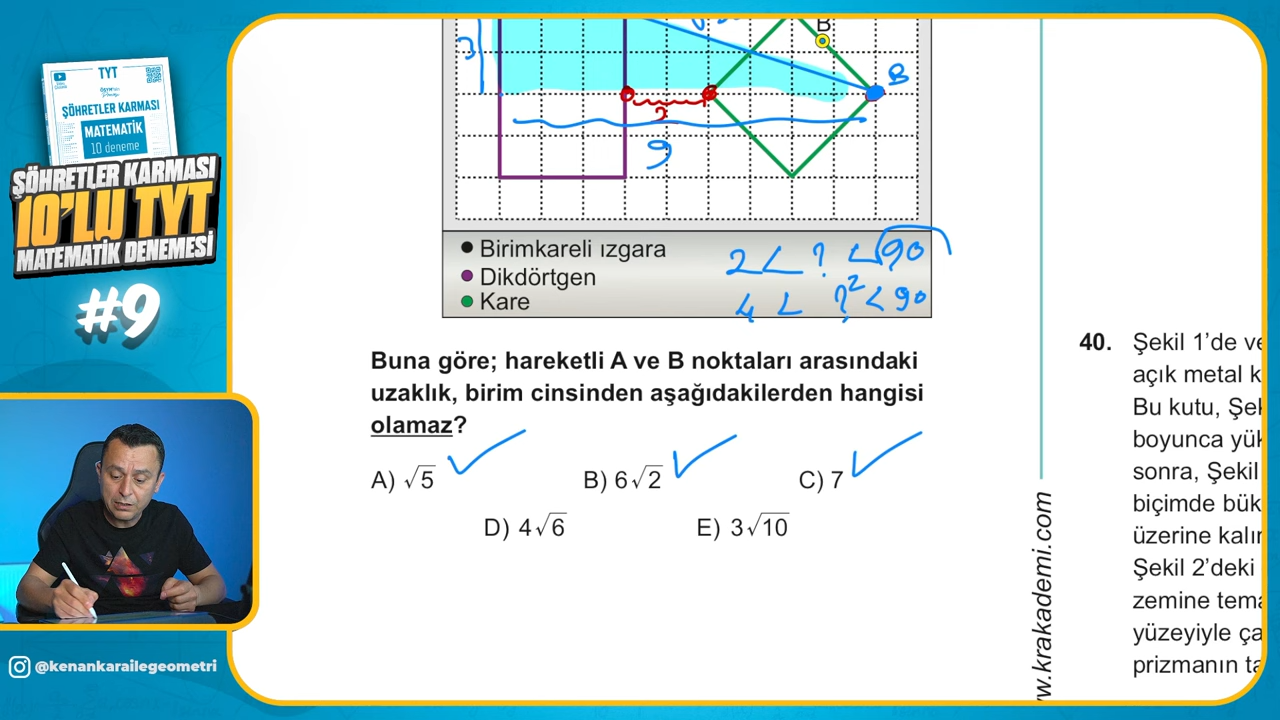 TYT
ŞÖHRETLER KARMASI
MATEMATİK
10 deneme
ŞÖHRETLER KARMASI
10'LU TYT
MATEMATİK DENEMESİ
#9
@kenankarailegeometri
B
B
9
Birimkareli ızgara
Dikdörtgen
Kare
2 < ? < √90
4 < ?² < 90
Buna göre; hareketli A ve B noktaları arasındaki
uzaklık, birim cinsinden aşağıdakilerden hangisi
olamaz?
A) √5
B) 6√2
C) 7
D) 4√6
E) 3√10
w.krakademi.com
40. Şekil 1'de ve
açık metal k
Bu kutu, Şek
boyunca yük
sonra, Şekil
biçimde bük
üzerine kalır
Şekil 2'deki
zemine tema
yüzeyiyle ça
prizmanın ta